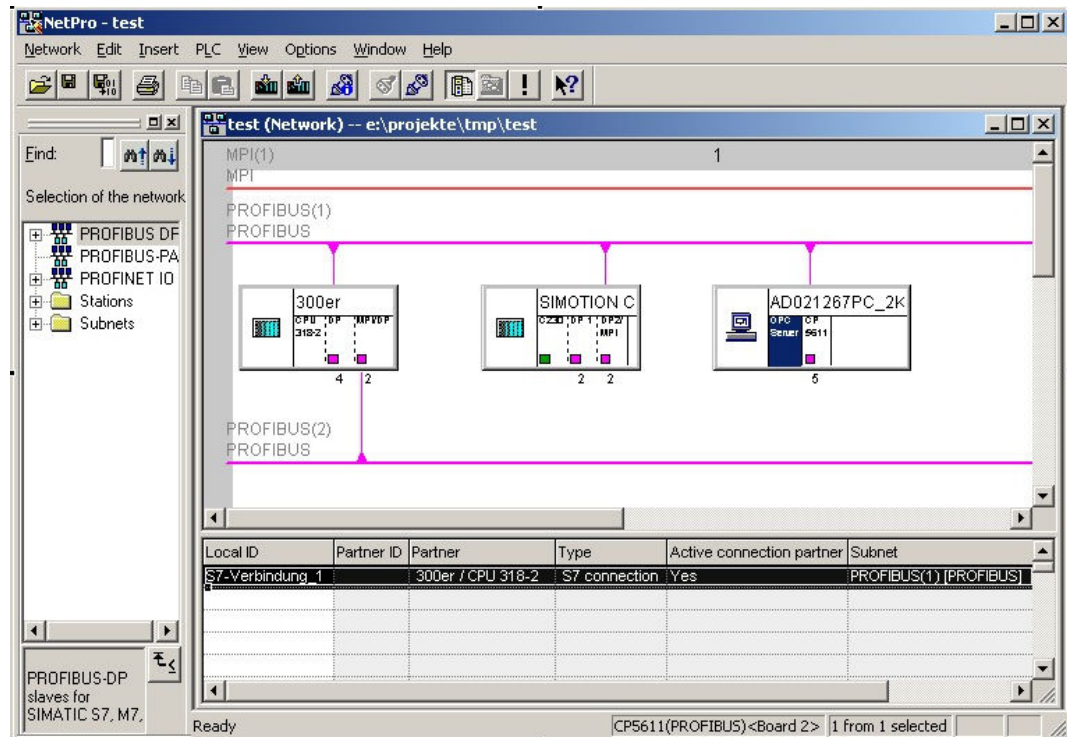 NetPro - test
Network Edit Insert PLC View Options Window Help
Find:
Selection of the network
PROFIBUS DF
PROFIBUS-PA
PROFINET IO
Stations
Subnets
PROFIBUS-DP
slaves for
SIMATIC S7, M7,
test (Network) -- e:\projekte\tmp\test
MPI(1) 1
MPI
PROFIBUS(1)
PROFIBUS
300er
CPU DP MPI/DP
318-2
4 2
SIMOTION C
C230 DP 1 DP2/
MPI
2 2
AD021267PC_2K
OPC CP
Server 5611
5
PROFIBUS(2)
PROFIBUS
Local ID Partner ID Partner Type Active connection partner Subnet
S7-Verbindung_1 300er / CPU 318-2 S7 connection Yes PROFIBUS(1) [PROFIBUS]
Ready CP5611(PROFIBUS)<Board 2> 1 from 1 selected